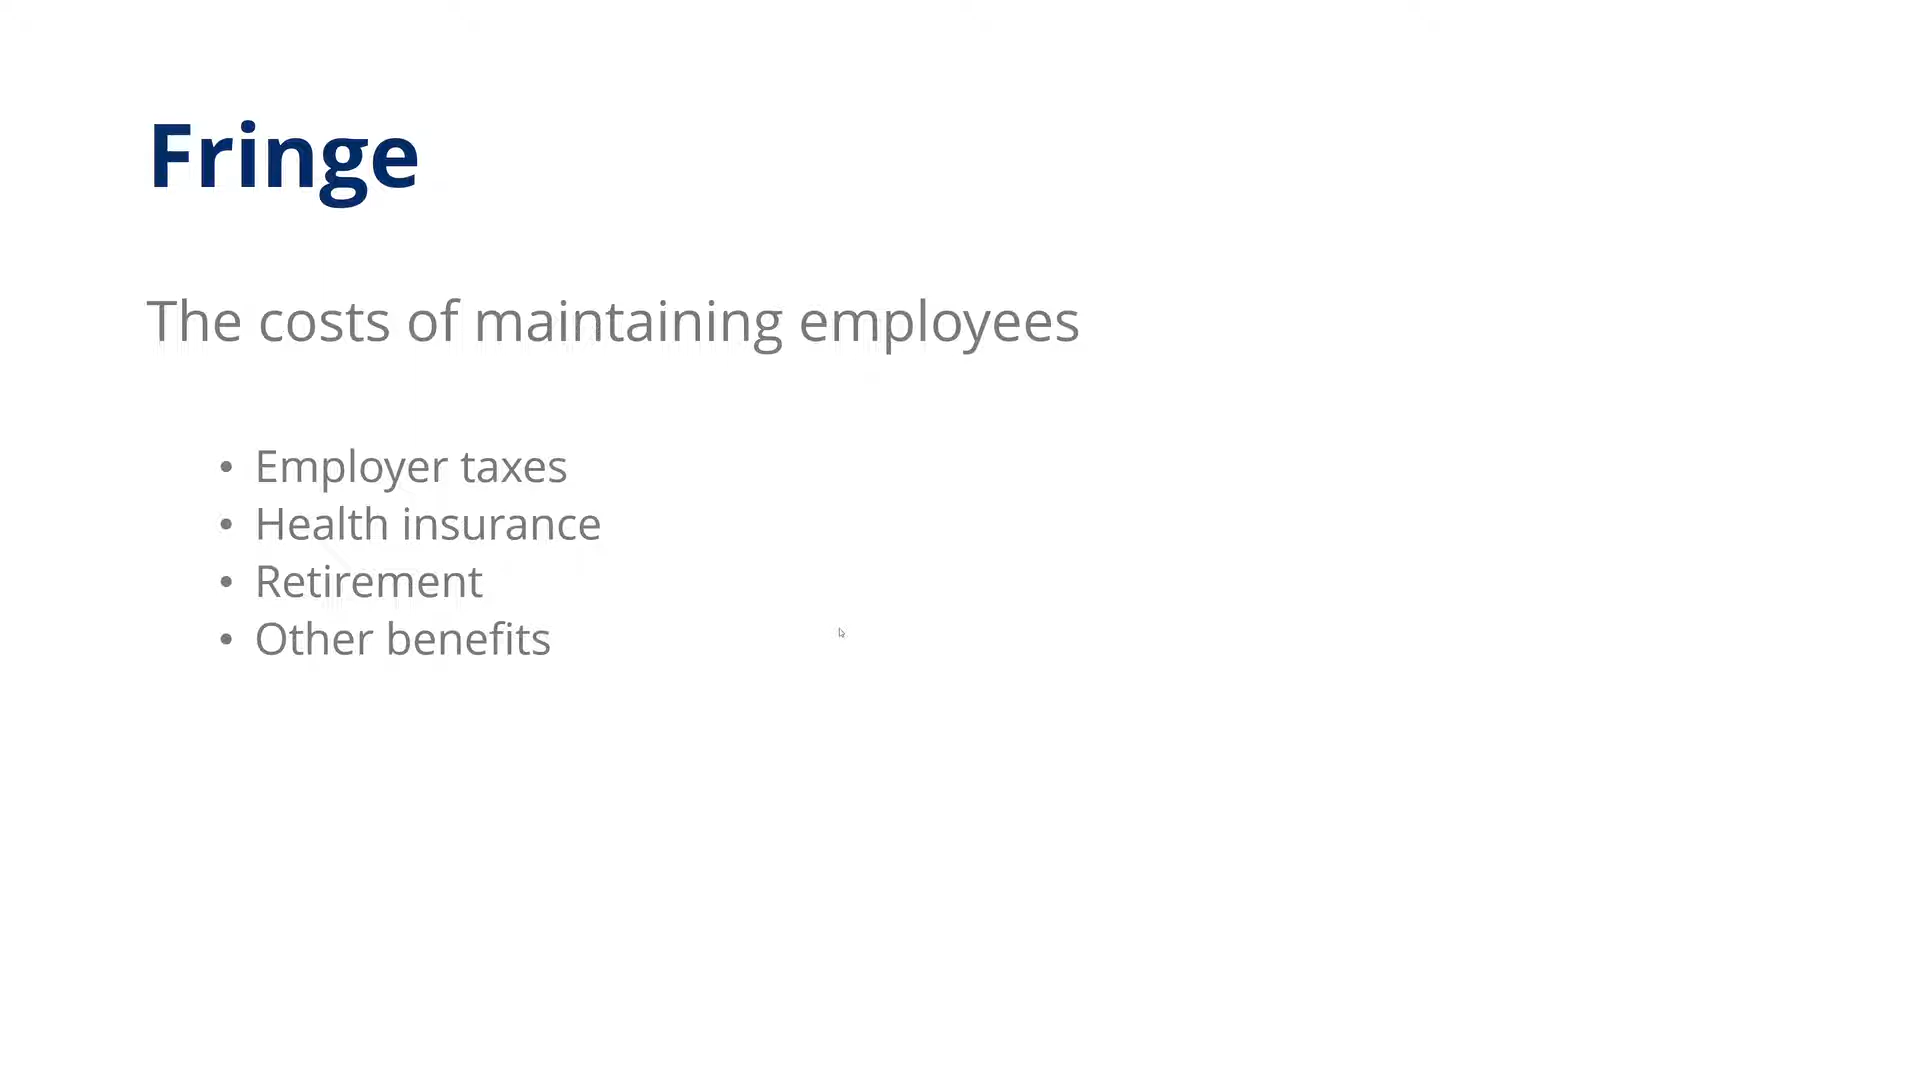 Fringe
The costs of maintaining employees
• Employer taxes
• Health insurance
• Retirement
• Other benefits